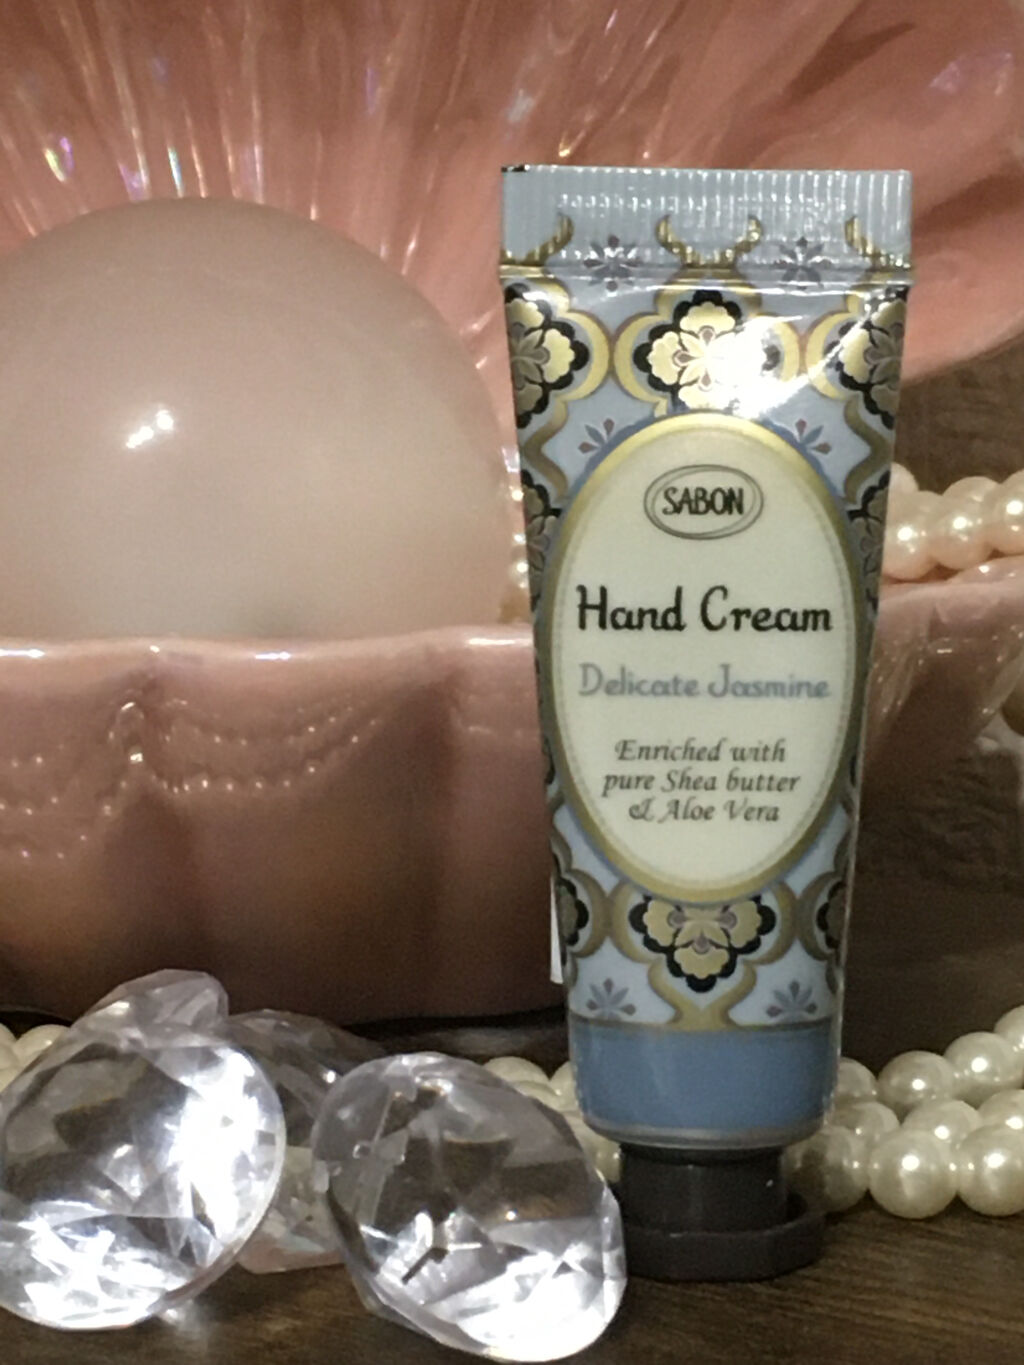 SABON
Hand Cream
Delicate Jasmine
Enriched with
pure Shea butter
& Aloe Vera